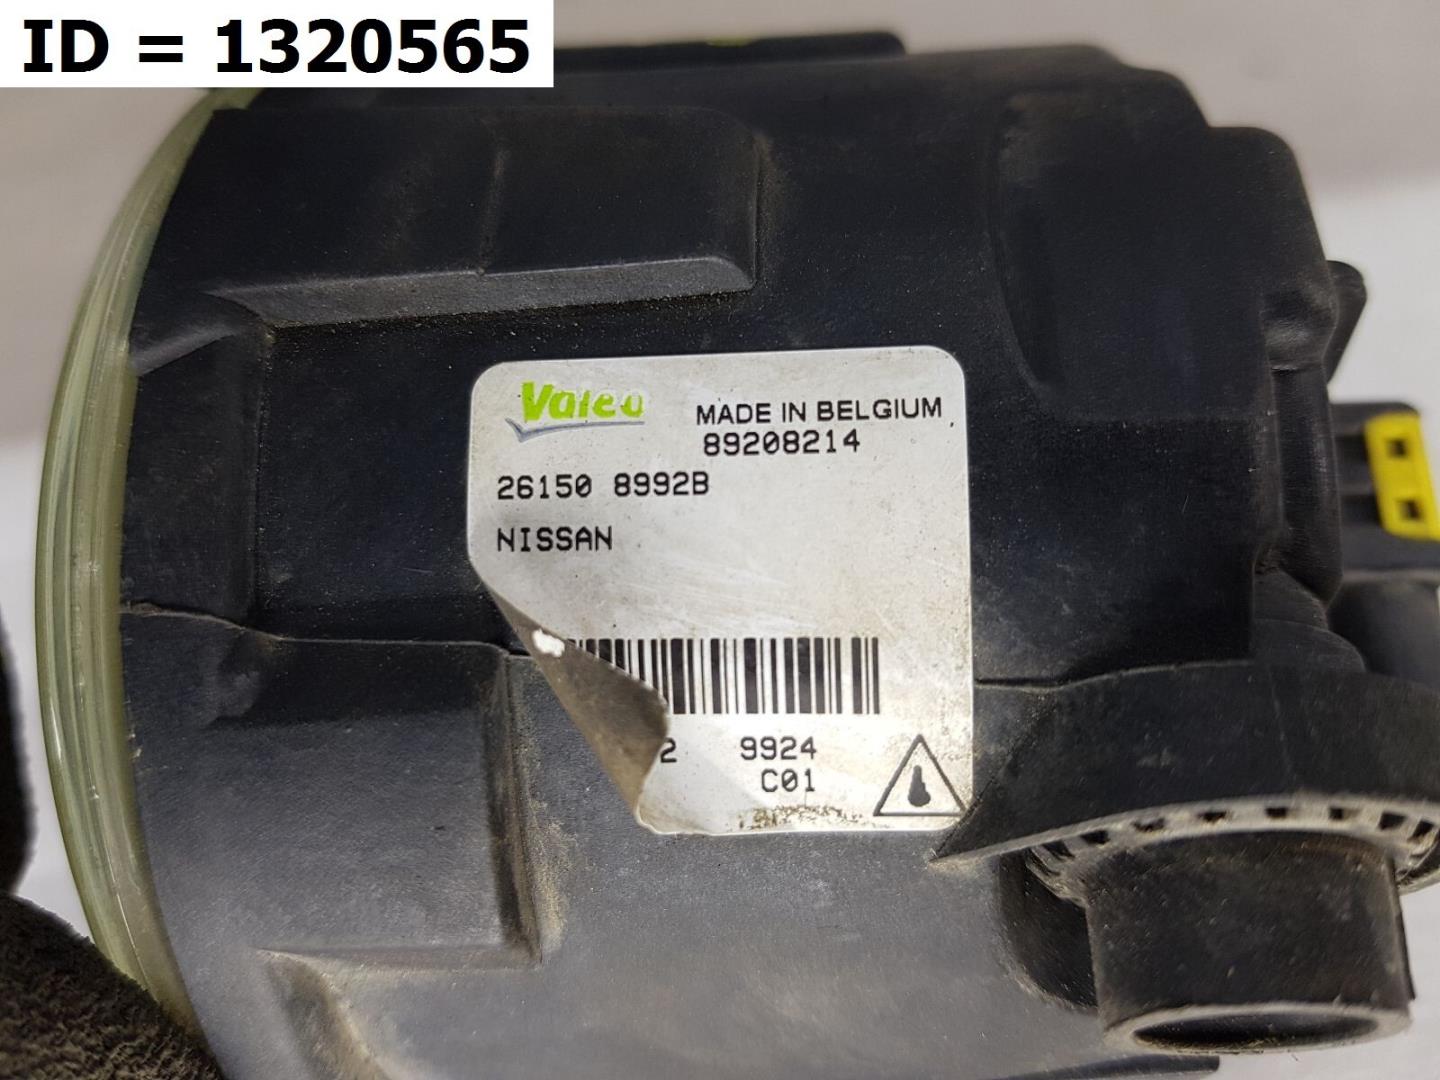 ID = 1320565
Valeo
MADE IN BELGIUM
89208214
26150 8992B
NISSAN
2 9924
C01